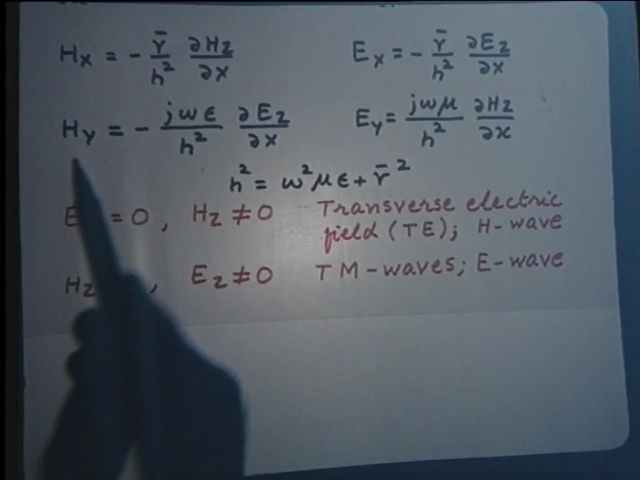 Hx = - γ̄/h² ∂Hz/∂x    Ex = - γ̄/h² ∂Ez/∂x
Hy = - jωϵ/h² ∂Ez/∂x    Ey = jωμ/h² ∂Hz/∂x
h² = ω²μϵ + γ̄²
E = 0, Hz ≠ 0 Transverse electric
field (TE); H-wave
Hz , Ez ≠ 0 TM-waves; E-wave